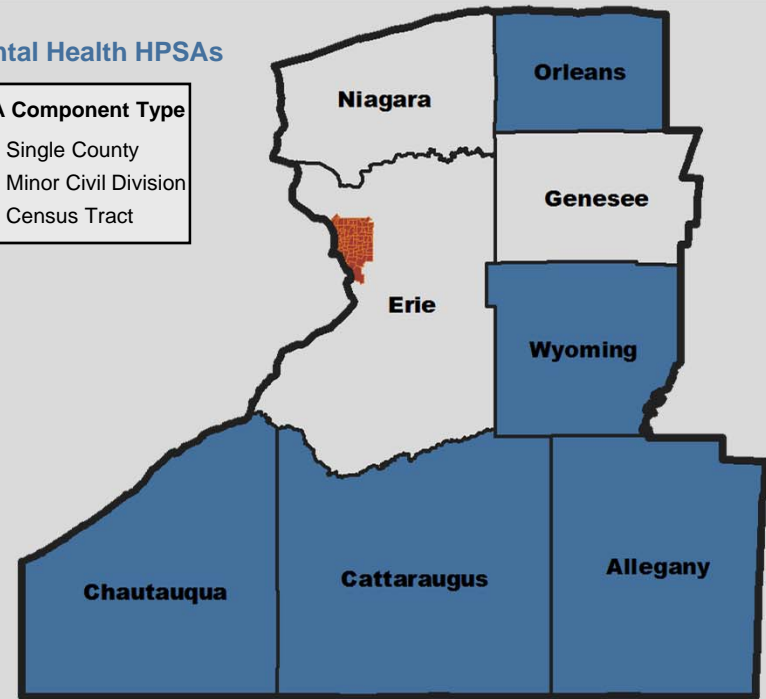 ntal Health HPSAs
A Component Type
Single County
Minor Civil Division
Census Tract
Orleans
Niagara
Genesee
Erie
Wyoming
Allegany
Cattaraugus
Chautauqua